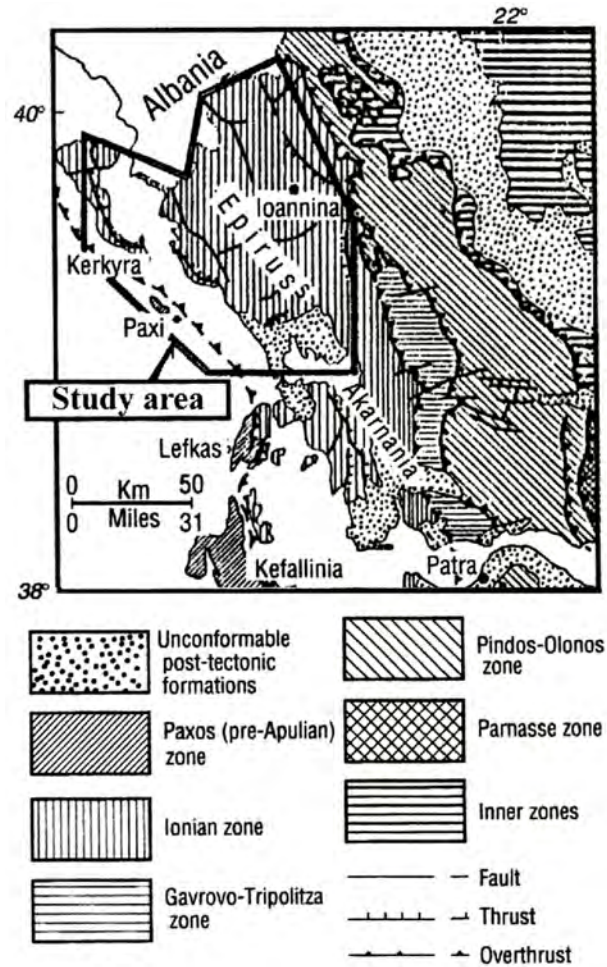 22°
40°
Albania
Ioannina
Epiruss
Kerkyra
Paxi
Study area
Akarnania
Lefkas
0 Km 50
0 Miles 31
Kefallinia
Patra
38°
Unconformable
post-tectonic
formations
Paxos (pre-Apulian)
zone
Ionian zone
Gavrovo-Tripolitza
zone
Pindos-Olonos
zone
Parnasse zone
Inner zones
Fault
Thrust
Overthrust